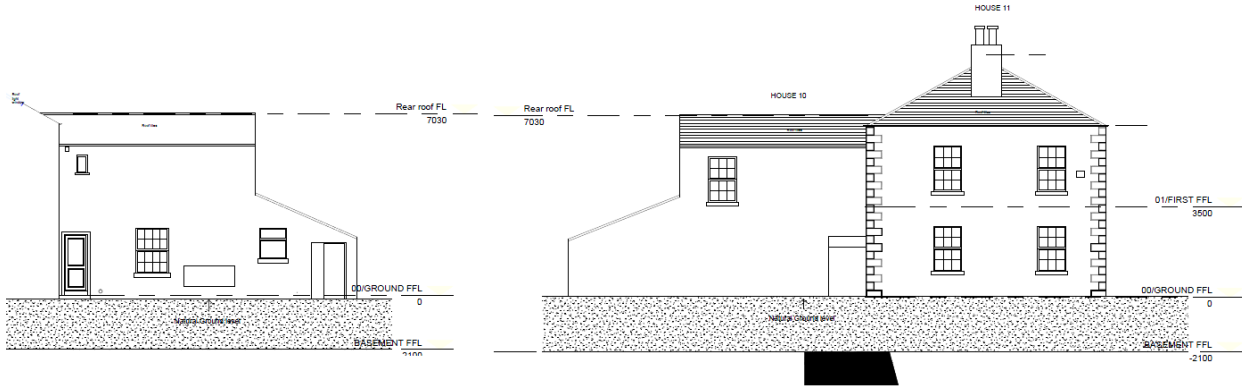 HOUSE 11
HOUSE 10
Rear roof FL
7030
Rear roof FL
7030
01/FIRST FFL
3500
00/GROUND FFL
0
00/GROUND FFL
0
Natural Ground level
Natural Ground level
BASEMENT FFL
-2100
BASEMENT FFL
-2100